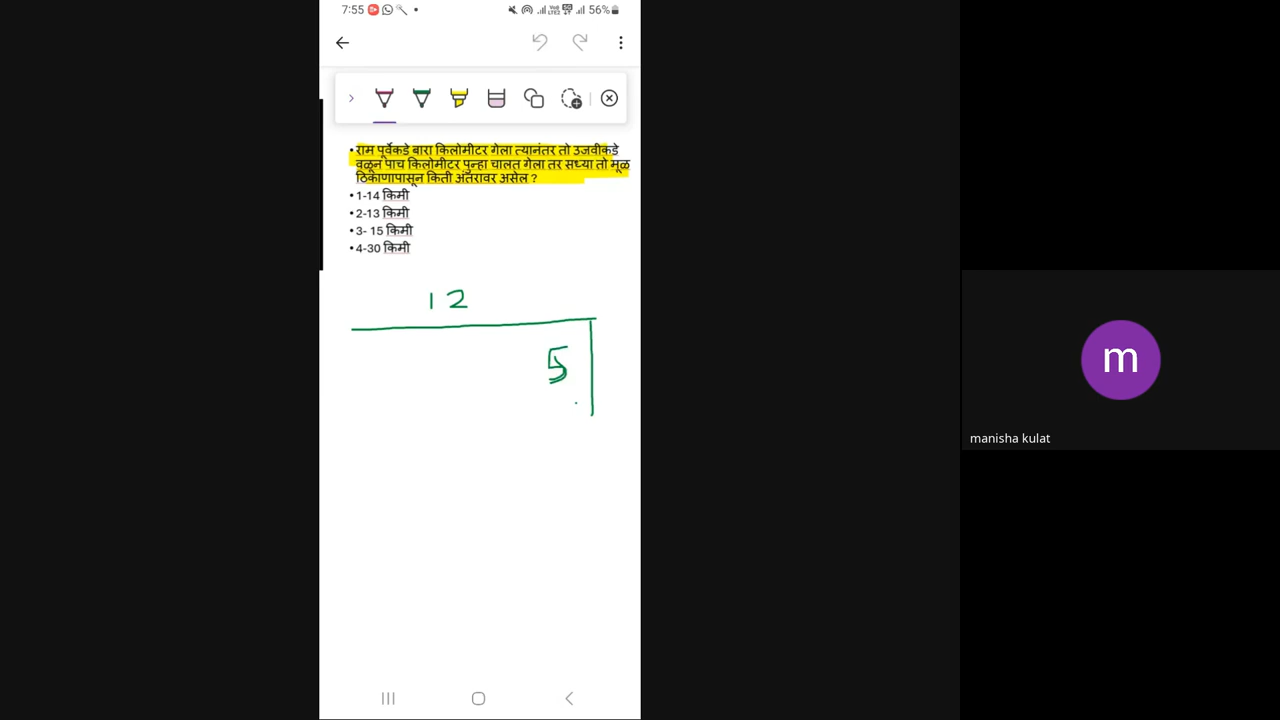 7:55 56%
• राम पूर्वेकडे बारा किलोमीटर गेला त्यानंतर तो उजवीकडे
वळून पाच किलोमीटर पुन्हा चालत गेला तर सध्या तो मूळ
ठिकाणापासून किती अंतरावर असेल ?
• 1-14 किमी
• 2-13 किमी
• 3- 15 किमी
• 4-30 किमी
12
5
m
manisha kulat